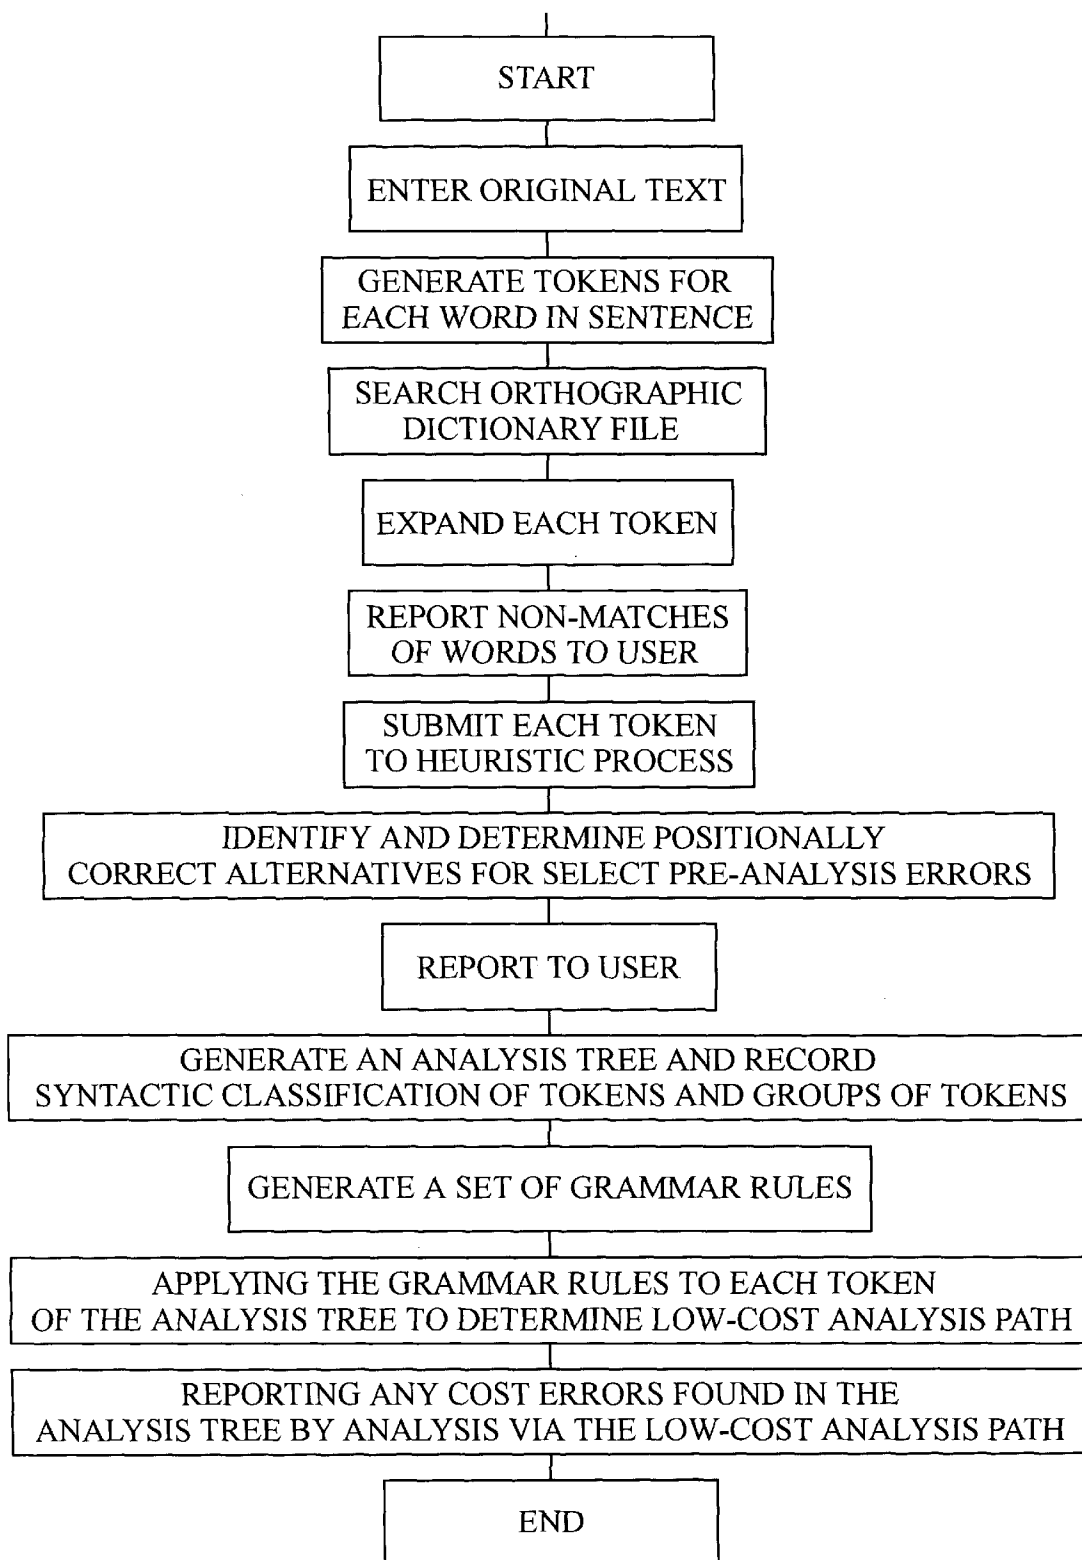 START
ENTER ORIGINAL TEXT
GENERATE TOKENS FOR
EACH WORD IN SENTENCE
SEARCH ORTHOGRAPHIC
DICTIONARY FILE
EXPAND EACH TOKEN
REPORT NON-MATCHES
OF WORDS TO USER
SUBMIT EACH TOKEN
TO HEURISTIC PROCESS
IDENTIFY AND DETERMINE POSITIONALLY
CORRECT ALTERNATIVES FOR SELECT PRE-ANALYSIS ERRORS
REPORT TO USER
GENERATE AN ANALYSIS TREE AND RECORD
SYNTACTIC CLASSIFICATION OF TOKENS AND GROUPS OF TOKENS
GENERATE A SET OF GRAMMAR RULES
APPLYING THE GRAMMAR RULES TO EACH TOKEN
OF THE ANALYSIS TREE TO DETERMINE LOW-COST ANALYSIS PATH
REPORTING ANY COST ERRORS FOUND IN THE
ANALYSIS TREE BY ANALYSIS VIA THE LOW-COST ANALYSIS PATH
END